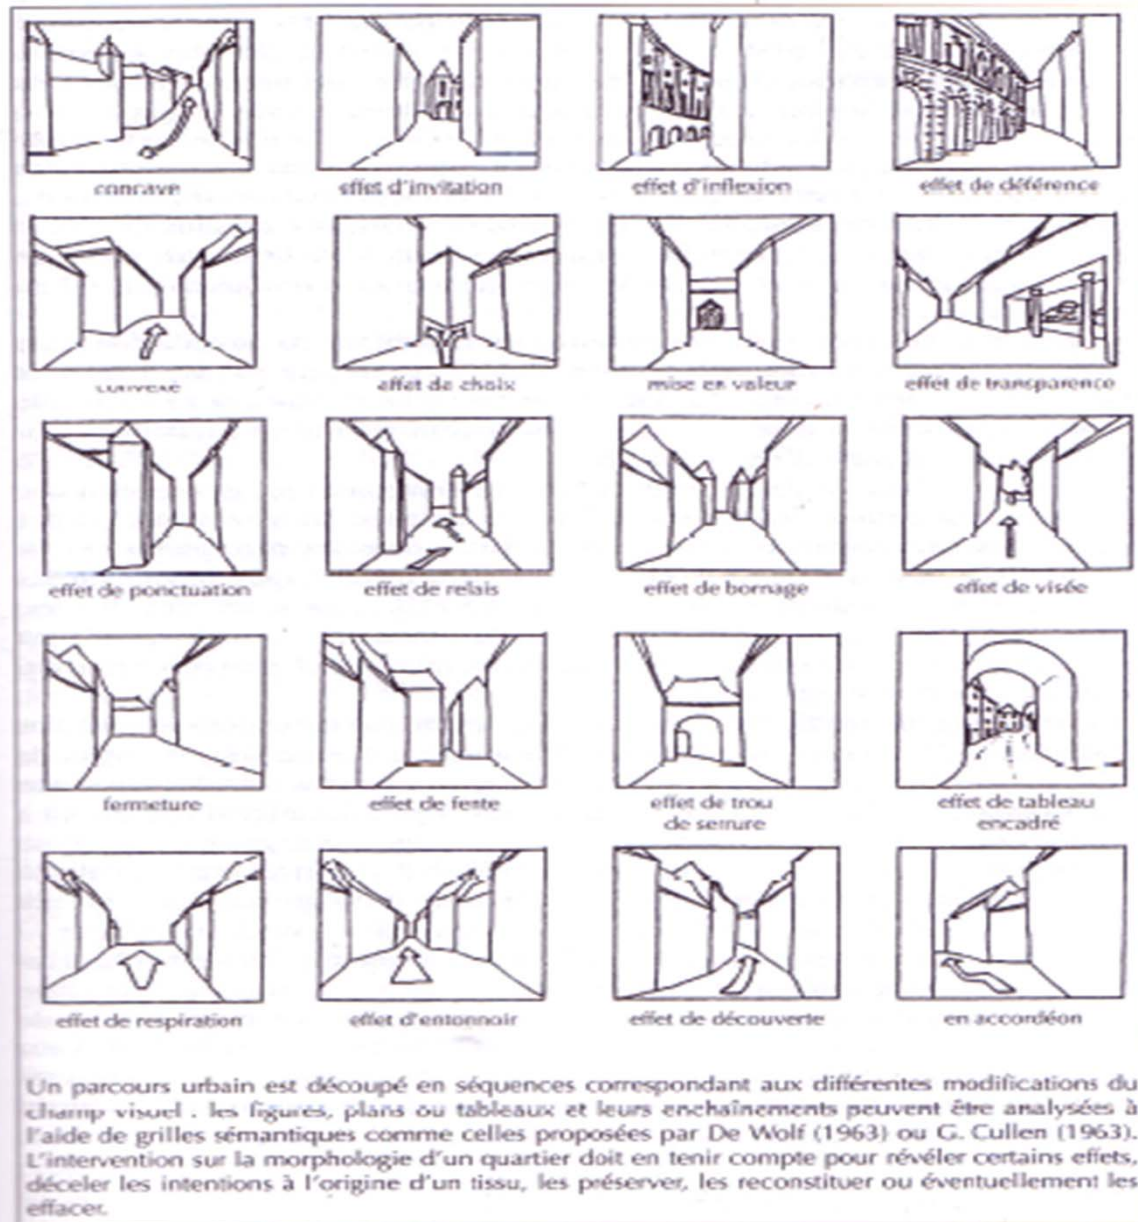 concave
effet d'invitation
effet d'inflexion
effet de déférence
convexe
effet de choix
mise en valeur
effet de transparence
effet de ponctuation
effet de relais
effet de bornage
effet de visée
fermeture
effet de fente
effet de trou
de serrure
effet de tableau
encadré
effet de respiration
effet d'entonnoir
effet de découverte
en accordéon
Un parcours urbain est découpé en séquences correspondant aux différentes modifications du
champ visuel . les figures, plans ou tableaux et leurs enchaînements peuvent être analysées à
l'aide de grilles sémantiques comme celles proposées par De Wolf (1963) ou G. Cullen (1963).
L'intervention sur la morphologie d'un quartier doit en tenir compte pour révéler certains effets,
déceler les intentions à l'origine d'un tissu, les préserver, les reconstituer ou éventuellement les
effacer.